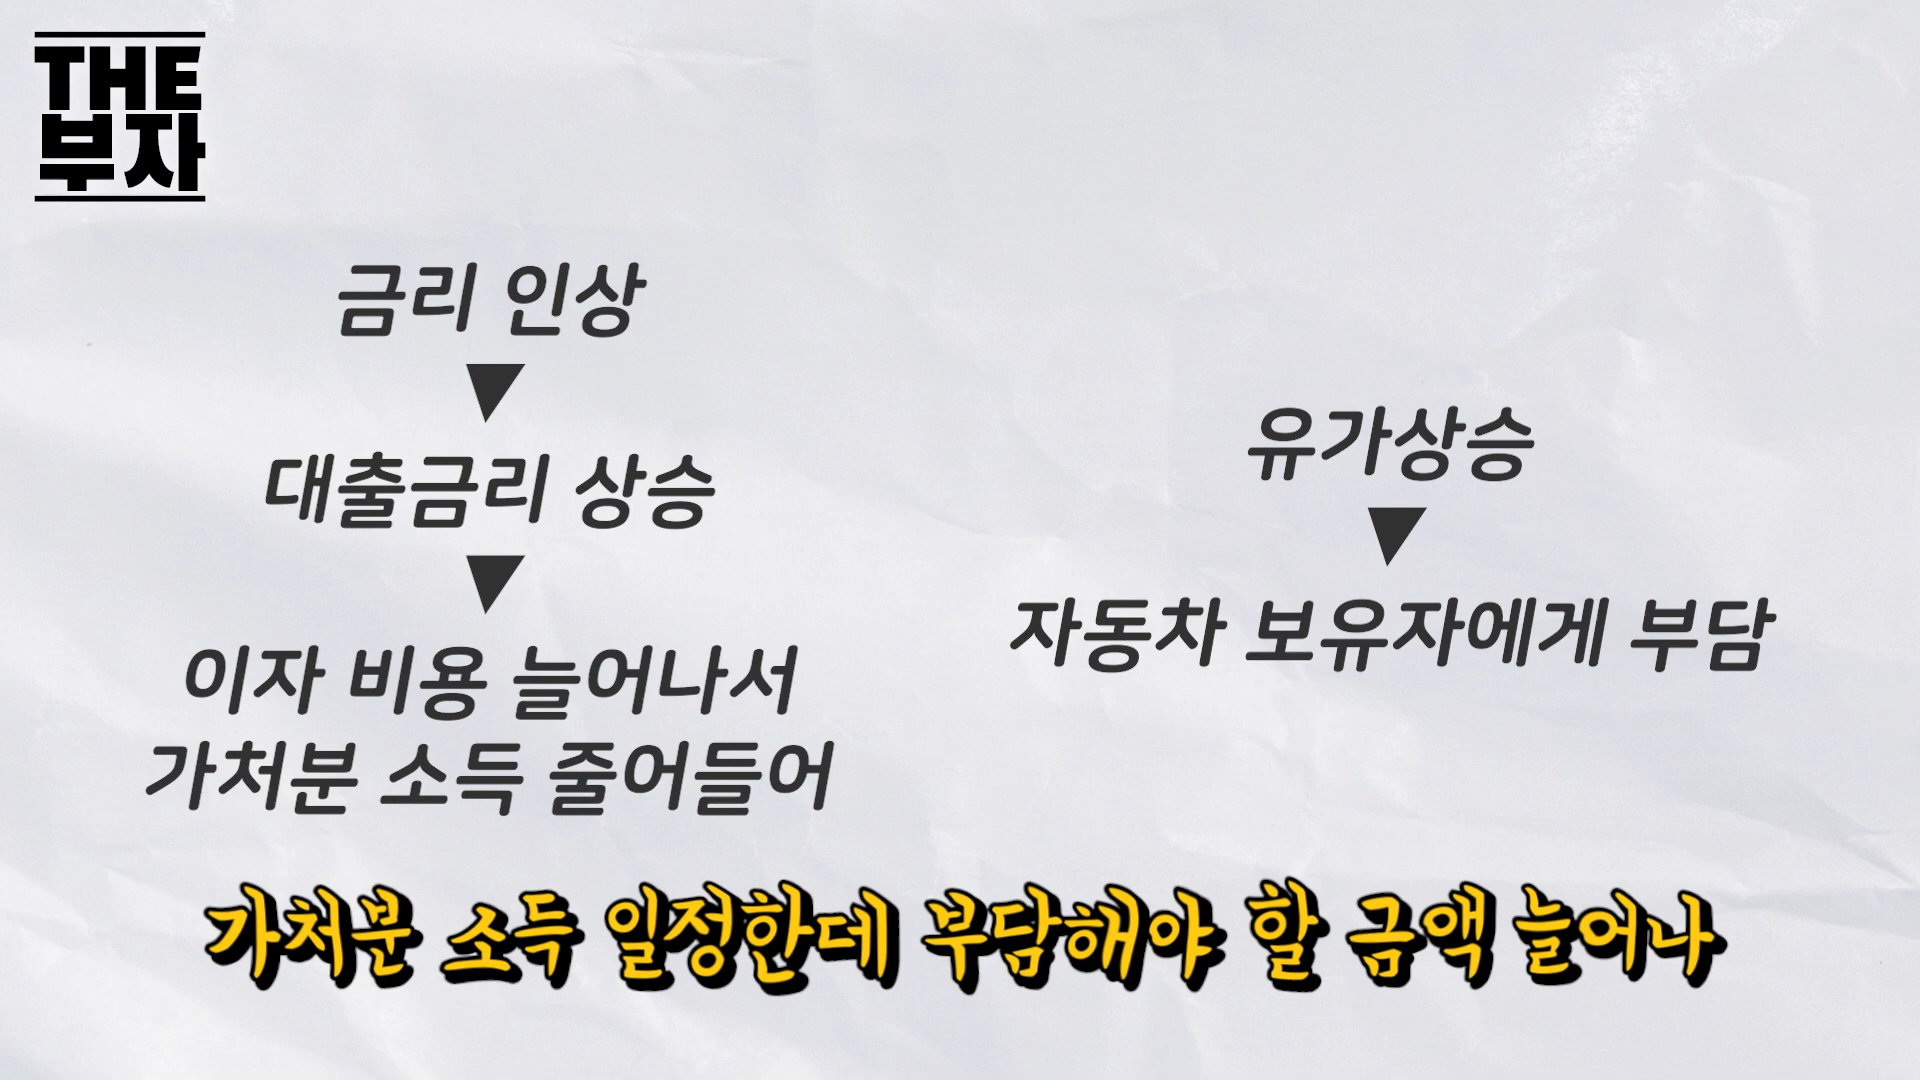 THE
부자
금리 인상
▼
대출금리 상승
▼
이자 비용 늘어나서
가처분 소득 줄어들어
유가상승
▼
자동차 보유자에게 부담
가처분 소득 일정한데 부담해야 할 금액 늘어나